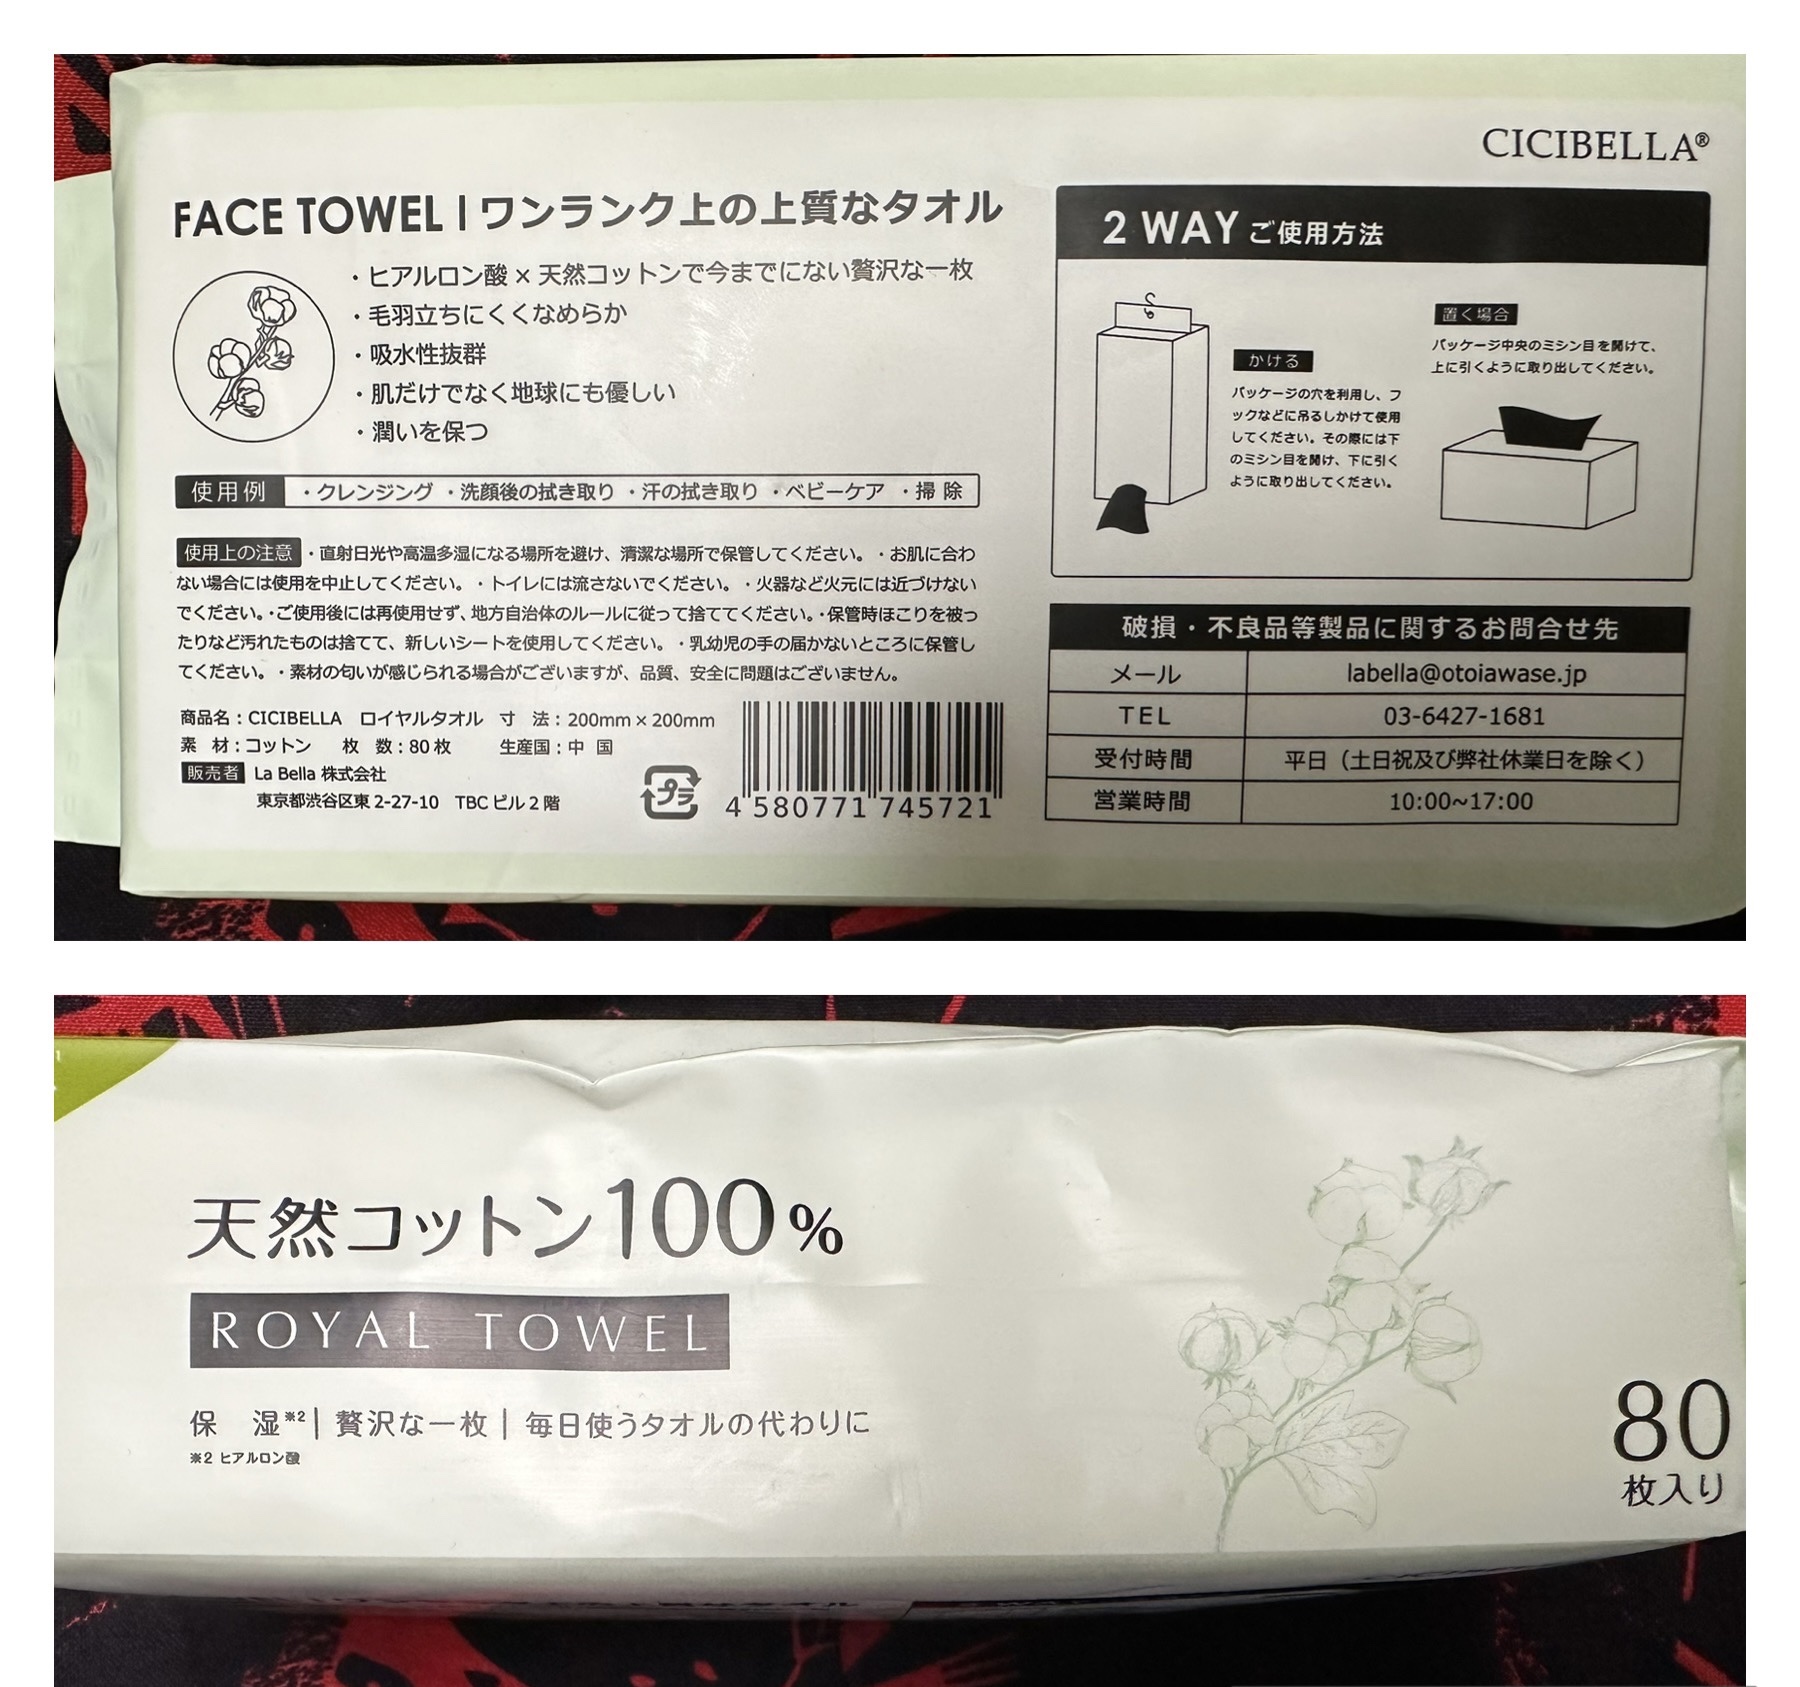 CICIBELLA®
FACE TOWEL | ワンランク上の上質なタオル
・ヒアルロン酸×天然コットンで今までにない贅沢な一枚
・毛羽立ちにくくなめらか
・吸水性抜群
・肌だけでなく地球にも優しい
・潤いを保つ
使用例 ・クレンジング ・洗顔後の拭き取り ・汗の拭き取り ・ベビーケア ・掃除
使用上の注意 ・直射日光や高温多湿になる場所を避け、清潔な場所で保管してください。・お肌に合わ
ない場合には使用を中止してください。・トイレには流さないでください。・火器など火元には近づけない
でください。・ご使用後には再使用せず、地方自治体のルールに従って捨ててください。・保管時ほこりを被っ
たりなど汚れたものは捨てて、新しいシートを使用してください。・乳幼児の手の届かないところに保管し
てください。・素材の匂いが感じられる場合がございますが、品質、安全に問題はございません。
商品名：CICIBELLA ロイヤルタオル 寸 法：200mm×200mm
素 材：コットン 枚 数：80枚 生産国：中 国
販売者 La Bella 株式会社
東京都渋谷区東 2-27-10 TBCビル2階
プラ
4 580771 745721
2 WAY ご使用方法
かける
パッケージの穴を利用し、フ
ックなどに吊るしかけて使用
してください。その際には下
のミシン目を開け、下に引く
ように取り出してください。
置く場合
パッケージ中央のミシン目を開けて、
上に引くように取り出してください。
破損・不良品等製品に関するお問合せ先
メール labella@otoiawase.jp
TEL 03-6427-1681
受付時間 平日（土日祝及び弊社休業日を除く）
営業時間 10:00~17:00
天然コットン100%
ROYAL TOWEL
保 湿※2 | 贅沢な一枚 | 毎日使うタオルの代わりに
※2 ヒアルロン酸
80
枚入り